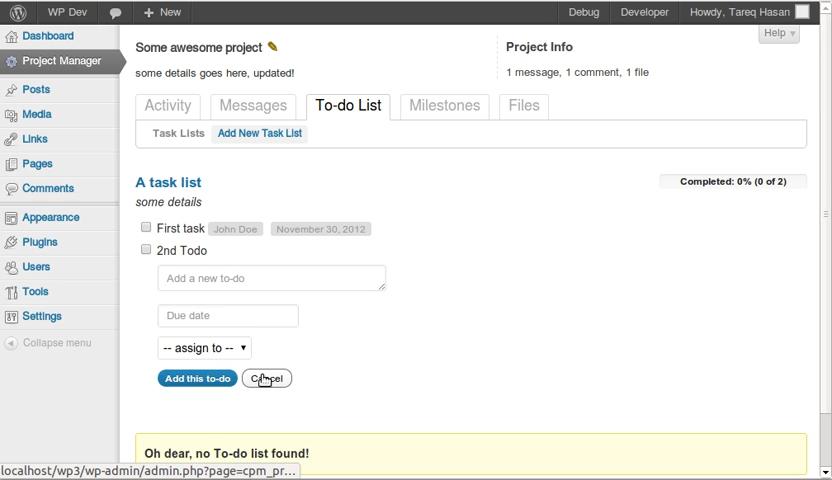 WP Dev
+ New
Debug
Developer
Howdy, Tareq Hasan
Help
Dashboard
Project Manager
Posts
Media
Links
Pages
Comments
Appearance
Plugins
Users
Tools
Settings
Collapse menu
Some awesome project
some details goes here, updated!
Project Info
1 message, 1 comment, 1 file
Activity
Messages
To-do List
Milestones
Files
Task Lists
Add New Task List
A task list
Completed: 0% (0 of 2)
some details
First task John Doe November 30, 2012
2nd Todo
Add a new to-do
Due date
-- assign to --
Add this to-do
Oh dear, no To-do list found!
localhost/wp3/wp-admin/admin.php?page=cpm_pr...